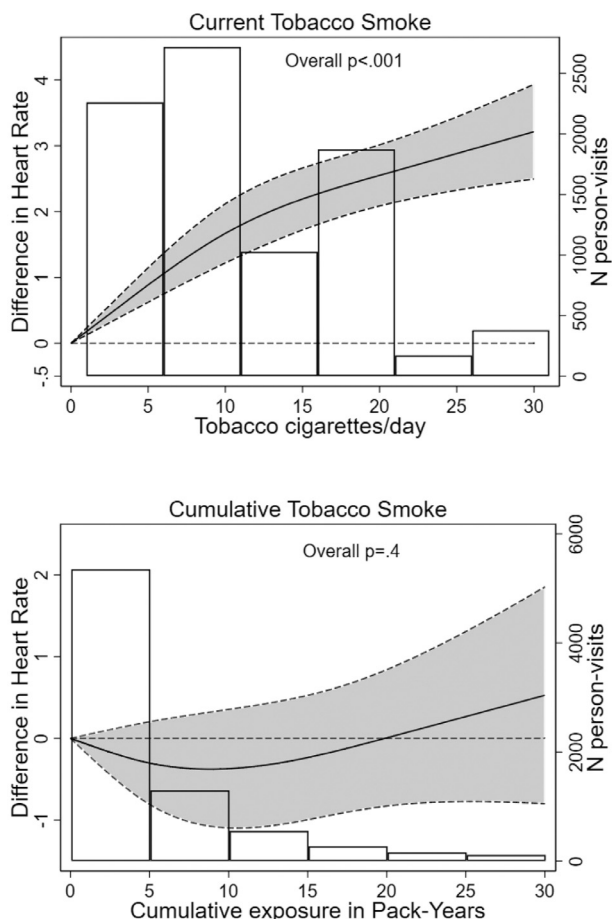 Current Tobacco Smoke
Overall p<.001
Difference in Heart Rate
4
3
2
1
0
-.5
N person-visits
2500
2000
1500
1000
500
0
0 5 10 15 20 25 30
Tobacco cigarettes/day
Cumulative Tobacco Smoke
Overall p=.4
Difference in Heart Rate
2
1
0
-1
N person-visits
6000
4000
2000
0
0 5 10 15 20 25 30
Cumulative exposure in Pack-Years